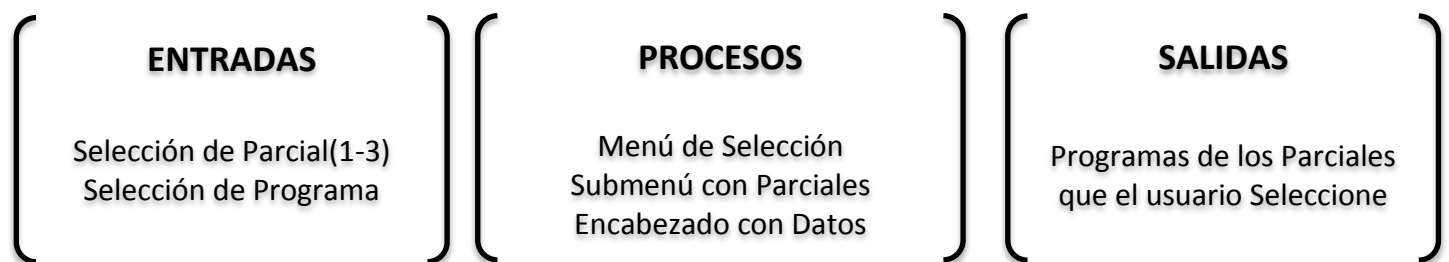 ENTRADAS
Selección de Parcial(1-3)
Selección de Programa
PROCESOS
Menú de Selección
Submenú con Parciales
Encabezado con Datos
SALIDAS
Programas de los Parciales
que el usuario Seleccione